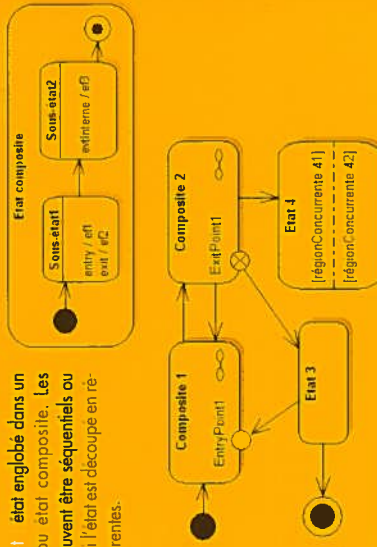 état englobé dans un
ou état composite. Les
uvent être séquentiels ou
l'état est découpé en ré-
rentes.
Etat composite
Sous-état1
entry / ef1
exit / ef2
Sous-état2
evtInterne / ef3
Composite 1
EntryPoint1
Composite 2
ExitPoint1
Etat 3
Etat 4
[régionConcurrente 41]
[régionConcurrente 42]